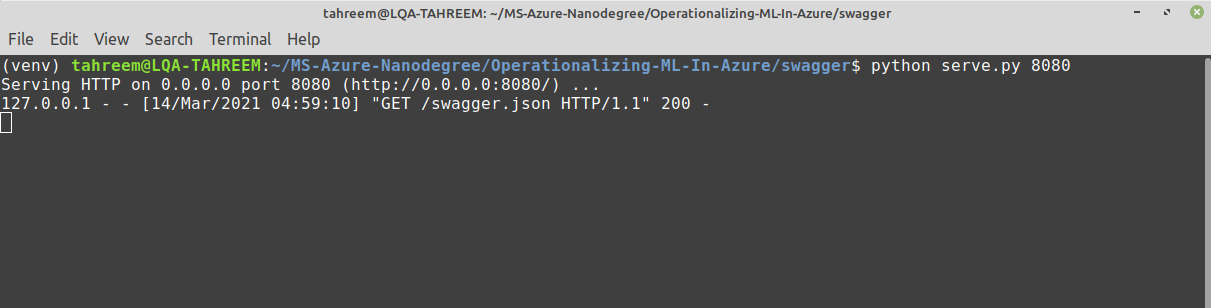 tahreem@LQA-TAHREEM: ~/MS-Azure-Nanodegree/Operationalizing-ML-In-Azure/swagger
File Edit View Search Terminal Help
(venv) tahreem@LQA-TAHREEM:~/MS-Azure-Nanodegree/Operationalizing-ML-In-Azure/swagger$ python serve.py 8080
Serving HTTP on 0.0.0.0 port 8080 (http://0.0.0.0:8080/) ...
127.0.0.1 - - [14/Mar/2021 04:59:10] "GET /swagger.json HTTP/1.1" 200 -